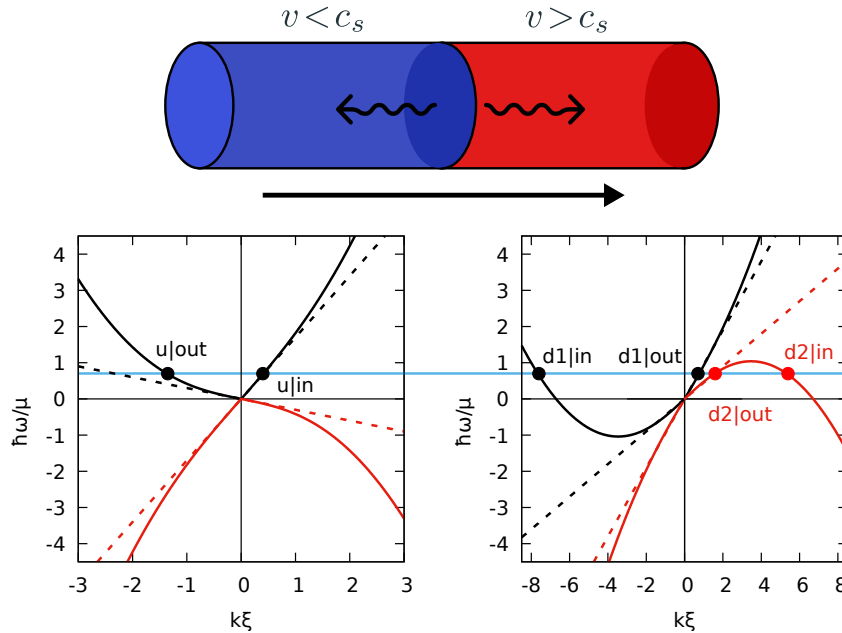 v < c_s v > c_s
4
3
2
1
0
-1
-2
-3
-4
ħω/μ
u|out
u|in
-3 -2 -1 0 1 2 3
kξ
4
3
2
1
0
-1
-2
-3
-4
ħω/μ
d1|in d1|out d2|in
d2|out
-8 -6 -4 -2 0 2 4 6 8
kξ